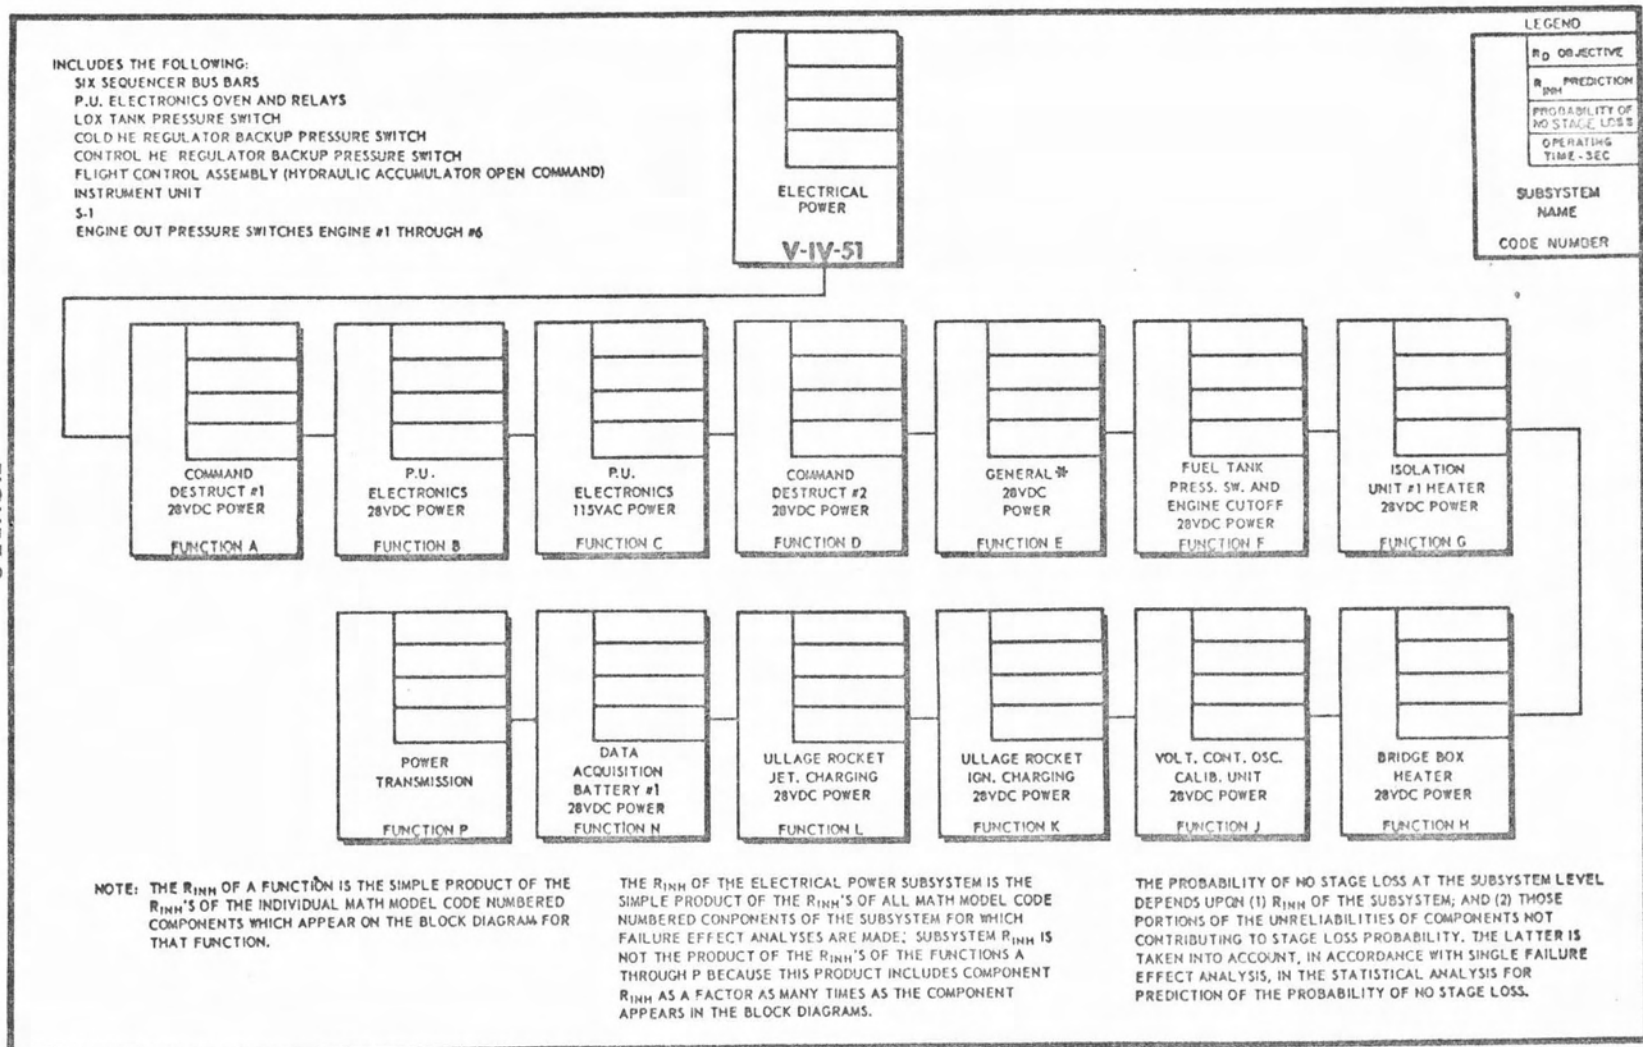 INCLUDES THE FOLLOWING:
SIX SEQUENCER BUS BARS
P.U. ELECTRONICS OVEN AND RELAYS
LOX TANK PRESSURE SWITCH
COLD HE REGULATOR BACKUP PRESSURE SWITCH
CONTROL HE REGULATOR BACKUP PRESSURE SWITCH
FLIGHT CONTROL ASSEMBLY (HYDRAULIC ACCUMULATOR OPEN COMMAND)
INSTRUMENT UNIT
S-1
ENGINE OUT PRESSURE SWITCHES ENGINE #1 THROUGH #6
ELECTRICAL
POWER
V-IV-51
LEGEND
RD OBJECTIVE
RINH PREDICTION
PROBABILITY OF
NO STAGE LOSS
OPERATING
TIME-SEC
SUBSYSTEM
NAME
CODE NUMBER
COMMAND
DESTRUCT #1
28VDC POWER
FUNCTION A
P.U.
ELECTRONICS
28VDC POWER
FUNCTION B
P.U.
ELECTRONICS
115VAC POWER
FUNCTION C
COMMAND
DESTRUCT #2
28VDC POWER
FUNCTION D
GENERAL *
28VDC
POWER
FUNCTION E
FUEL TANK
PRESS. SW. AND
ENGINE CUTOFF
28VDC POWER
FUNCTION F
ISOLATION
UNIT #1 HEATER
28VDC POWER
FUNCTION G
POWER
TRANSMISSION
FUNCTION P
DATA
ACQUISITION
BATTERY #1
28VDC POWER
FUNCTION N
ULLAGE ROCKET
JET. CHARGING
28VDC POWER
FUNCTION L
ULLAGE ROCKET
IGN. CHARGING
28VDC POWER
FUNCTION K
VOLT. CONT. OSC.
CALIB. UNIT
28VDC POWER
FUNCTION J
BRIDGE BOX
HEATER
28VDC POWER
FUNCTION H
NOTE: THE RINH OF A FUNCTION IS THE SIMPLE PRODUCT OF THE
RINH'S OF THE INDIVIDUAL MATH MODEL CODE NUMBERED
COMPONENTS WHICH APPEAR ON THE BLOCK DIAGRAM FOR
THAT FUNCTION.
THE RINH OF THE ELECTRICAL POWER SUBSYSTEM IS THE
SIMPLE PRODUCT OF THE RINH'S OF ALL MATH MODEL CODE
NUMBERED CONPONENTS OF THE SUBSYSTEM FOR WHICH
FAILURE EFFECT ANALYSES ARE MADE; SUBSYSTEM RINH IS
NOT THE PRODUCT OF THE RINH'S OF THE FUNCTIONS A
THROUGH P BECAUSE THIS PRODUCT INCLUDES COMPONENT
RINH AS A FACTOR AS MANY TIMES AS THE COMPONENT
APPEARS IN THE BLOCK DIAGRAMS.
THE PROBABILITY OF NO STAGE LOSS AT THE SUBSYSTEM LEVEL
DEPENDS UPON (1) RINH OF THE SUBSYSTEM; AND (2) THOSE
PORTIONS OF THE UNRELIABILITIES OF COMPONENTS NOT
CONTRIBUTING TO STAGE LOSS PROBABILITY. THE LATTER IS
TAKEN INTO ACCOUNT, IN ACCORDANCE WITH SINGLE FAILURE
EFFECT ANALYSIS, IN THE STATISTICAL ANALYSIS FOR
PREDICTION OF THE PROBABILITY OF NO STAGE LOSS.